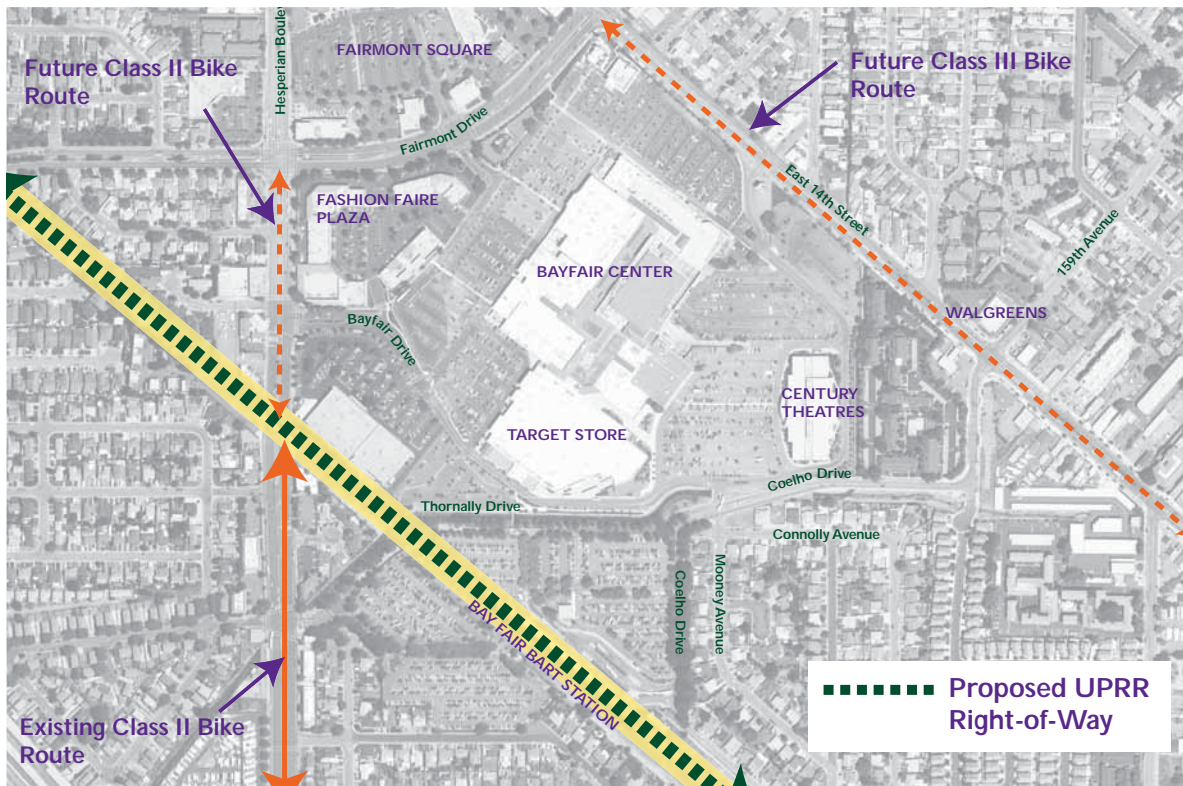 Hesperian Boulev
FAIRMONT SQUARE
Future Class II Bike
Route
Future Class III Bike
Route
Fairmont Drive
East 14th Street
FASHION FAIRE
PLAZA
159th Avenue
BAYFAIR CENTER
WALGREENS
Bayfair Drive
CENTURY
THEATRES
TARGET STORE
Coelho Drive
Thornally Drive
Connolly Avenue
Coelho Drive
Mooney Avenue
BAY FAIR BART STATION
Existing Class II Bike
Route
Proposed UPRR
Right-of-Way